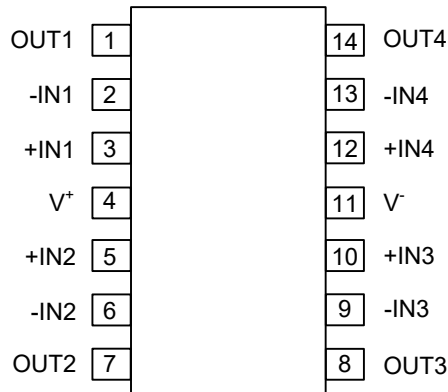 OUT1 1 14 OUT4
-IN1 2 13 -IN4
+IN1 3 12 +IN4
V⁺ 4 11 V⁻
+IN2 5 10 +IN3
-IN2 6 9 -IN3
OUT2 7 8 OUT3